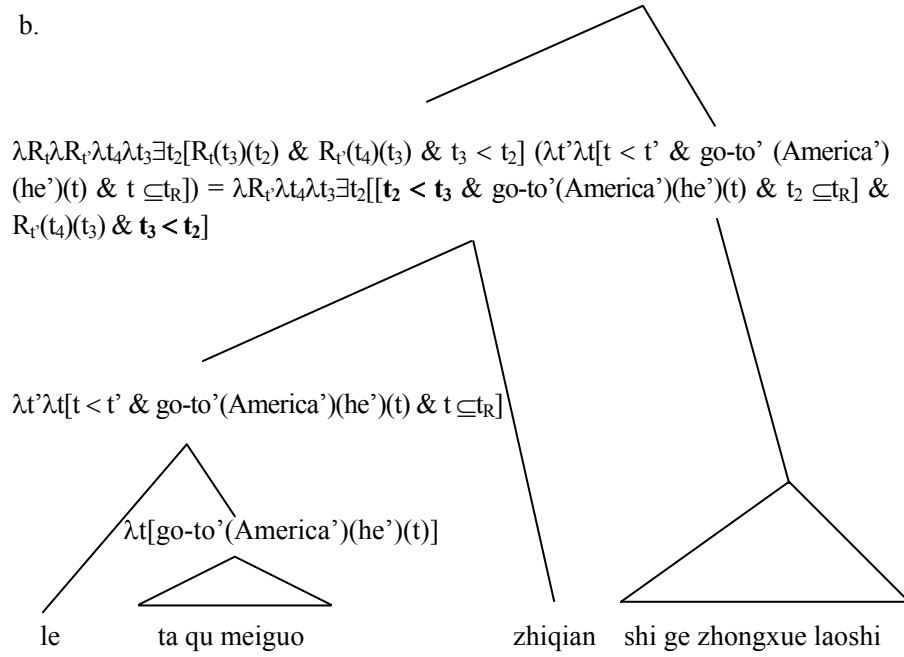 b.
λRₜλRₜ’λt₄λt₃∃t₂[Rₜ(t₃)(t₂) & Rₜ’(t₄)(t₃) & t₃ < t₂] (λt’λt[t < t’ & go-to’ (America’)
(he’)(t) & t ⊆tR]) = λRₜ’λt₄λt₃∃t₂[[t₂ < t₃ & go-to’(America’)(he’)(t) & t₂ ⊆tR] &
Rₜ’(t₄)(t₃) & t₃ < t₂]
λt’λt[t < t’ & go-to’(America’)(he’)(t) & t ⊆tR]
λt[go-to’(America’)(he’)(t)]
le ta qu meiguo zhiqian shi ge zhongxue laoshi